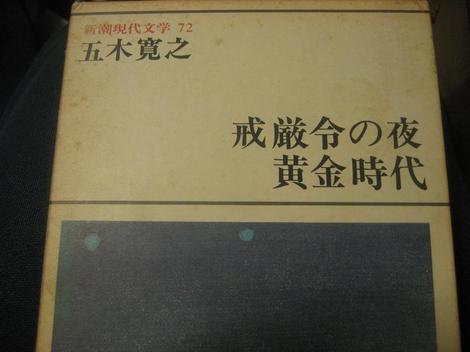 新潮現代文学 72
五木寛之
戒厳令の夜
黄金時代